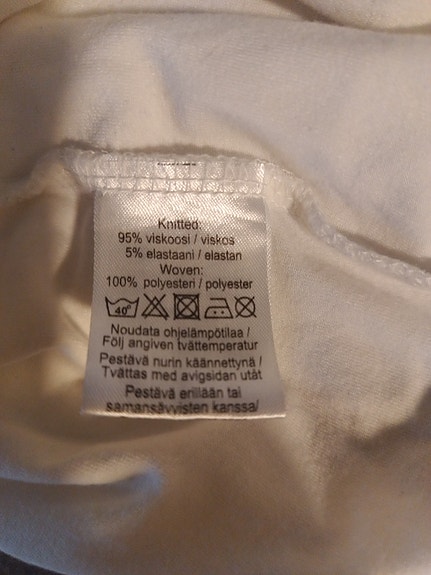 Knitted:
95% viskoosi / viskos
5% elastaani / elastan
Woven:
100% polyesteri / polyester
40°
Noudata ohjelämpötilaa /
Följ angiven tvättemperatur
Pestävä nurin käännettynä /
Tvättas med avigsidan utåt
Pestävä erillään tai
samansävyisten kanssa/